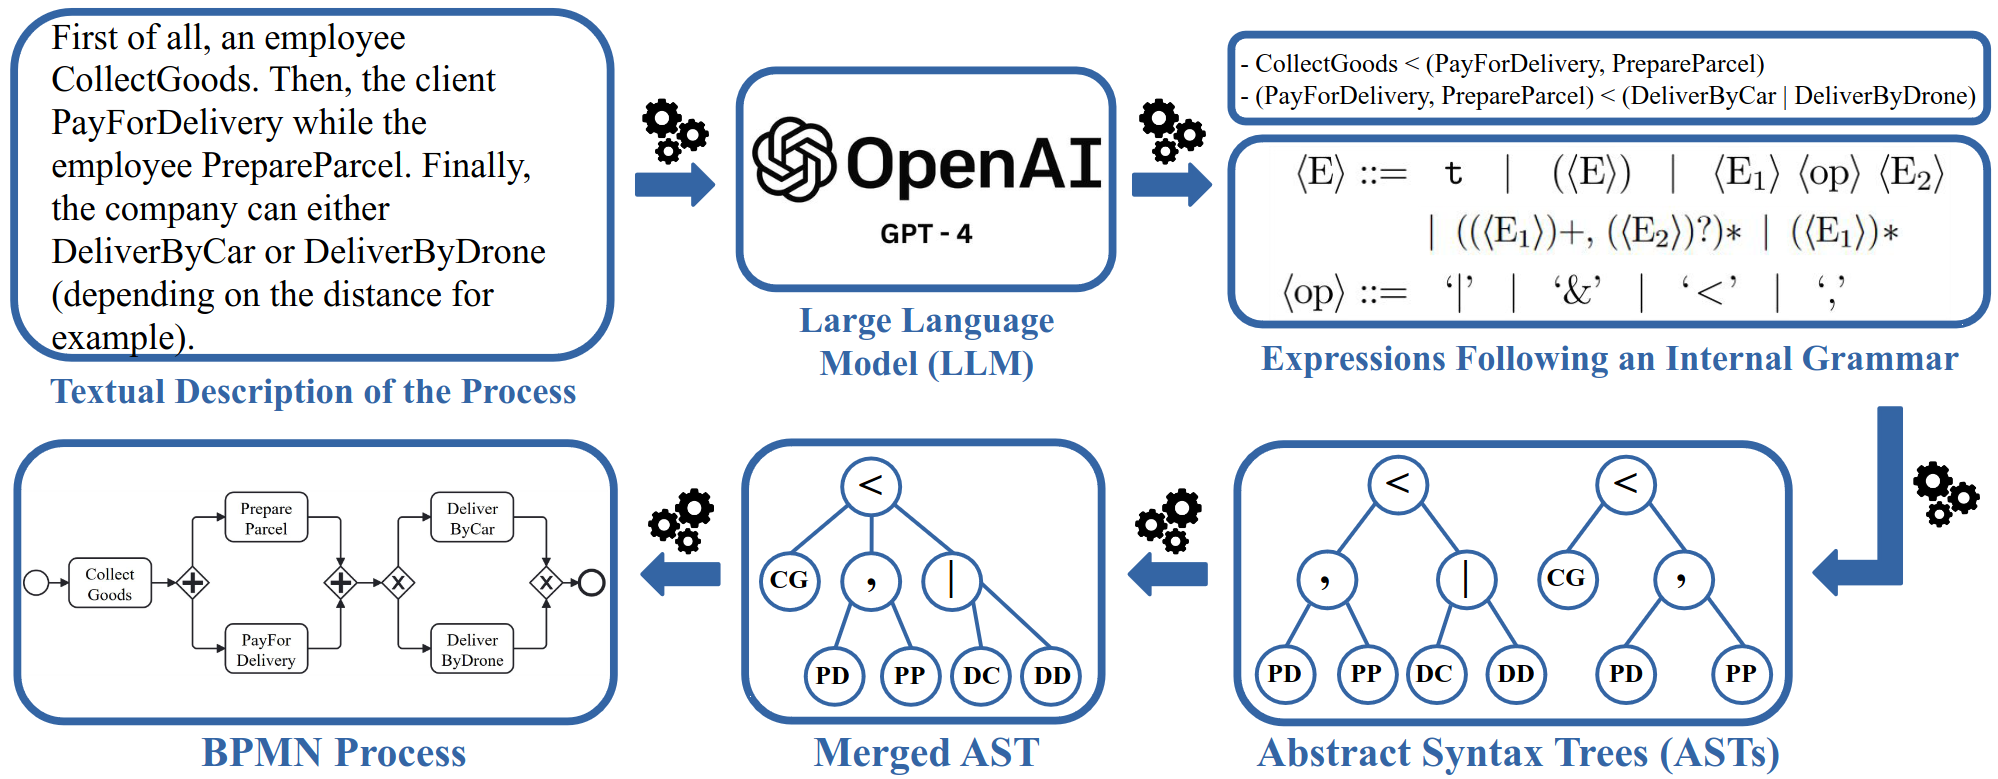 First of all, an employee
CollectGoods. Then, the client
PayForDelivery while the
employee PrepareParcel. Finally,
the company can either
DeliverByCar or DeliverByDrone
(depending on the distance for
example).
Textual Description of the Process
OpenAI
GPT - 4
Large Language
Model (LLM)
- CollectGoods < (PayForDelivery, PrepareParcel)
- (PayForDelivery, PrepareParcel) < (DeliverByCar | DeliverByDrone)
⟨E⟩ ::= t | (⟨E⟩) | ⟨E₁⟩ ⟨op⟩ ⟨E₂⟩
| ((⟨E₁⟩)+, (⟨E₂⟩)?)∗ | (⟨E₁⟩)∗
⟨op⟩ ::= ‘|’ | ‘&’ | ‘<’ | ‘,’
Expressions Following an Internal Grammar
Collect
Goods
Prepare
Parcel
PayFor
Delivery
X
Deliver
ByCar
Deliver
ByDrone
X
BPMN Process
<
CG , |
PD PP DC DD
Merged AST
< <
, | CG ,
PD PP DC DD PD PP
Abstract Syntax Trees (ASTs)